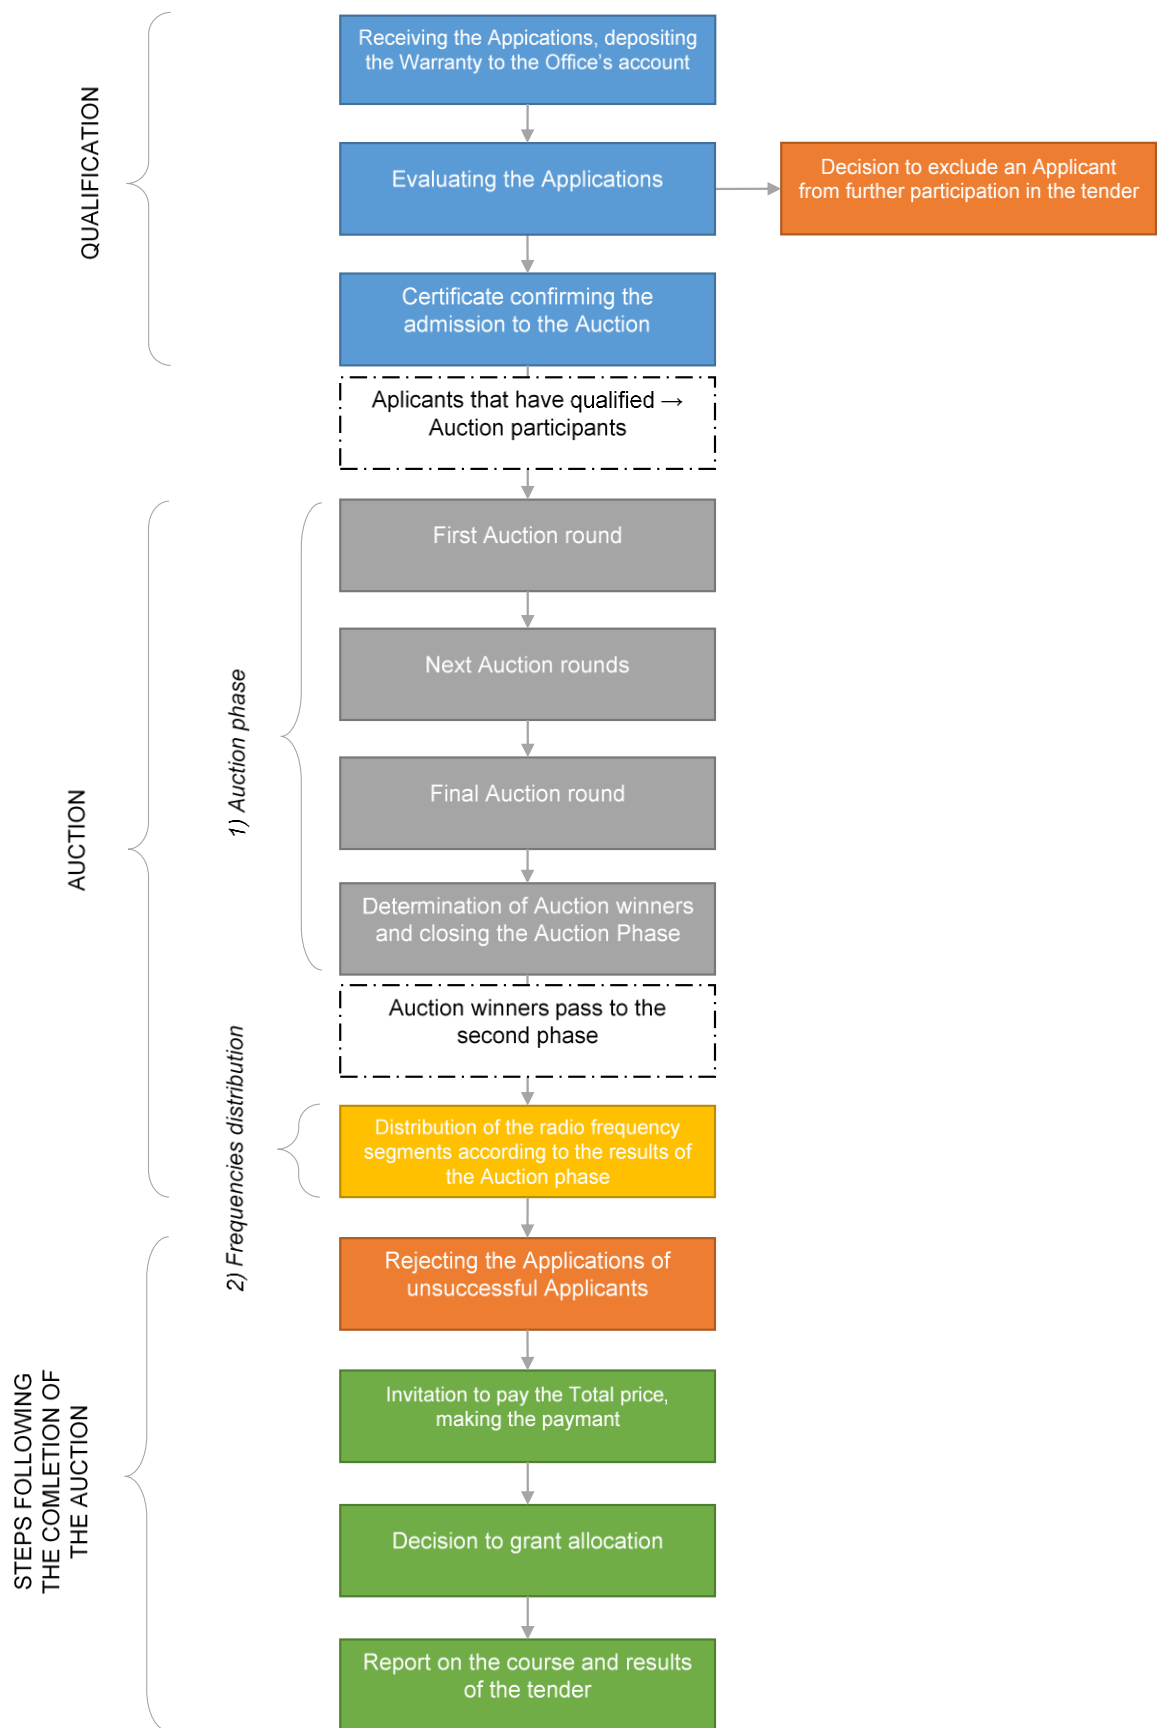 QUALIFICATION
Receiving the Appications, depositing
the Warranty to the Office's account
Evaluating the Applications
Decision to exclude an Applicant
from further participation in the tender
Certificate confirming the
admission to the Auction
Aplicants that have qualified →
Auction participants
AUCTION
1) Auction phase
First Auction round
Next Auction rounds
Final Auction round
Determination of Auction winners
and closing the Auction Phase
Auction winners pass to the
second phase
2) Frequencies distribution
Distribution of the radio frequency
segments according to the results of
the Auction phase
STEPS FOLLOWING
THE COMLETION OF
THE AUCTION
Rejecting the Applications of
unsuccessful Applicants
Invitation to pay the Total price,
making the paymant
Decision to grant allocation
Report on the course and results
of the tender